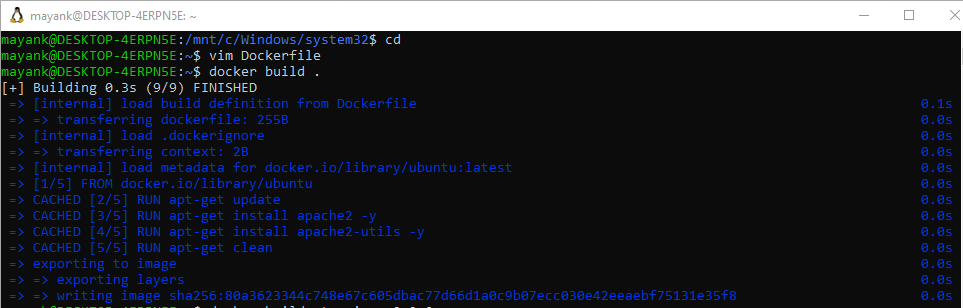 mayank@DESKTOP-4ERPN5E: ~
mayank@DESKTOP-4ERPN5E:/mnt/c/Windows/system32$ cd
mayank@DESKTOP-4ERPN5E:~$ vim Dockerfile
mayank@DESKTOP-4ERPN5E:~$ docker build .
[+] Building 0.3s (9/9) FINISHED
=> [internal] load build definition from Dockerfile 0.1s
=> => transferring dockerfile: 255B 0.0s
=> [internal] load .dockerignore 0.0s
=> => transferring context: 2B 0.0s
=> [internal] load metadata for docker.io/library/ubuntu:latest 0.0s
=> [1/5] FROM docker.io/library/ubuntu 0.0s
=> CACHED [2/5] RUN apt-get update 0.0s
=> CACHED [3/5] RUN apt-get install apache2 -y 0.0s
=> CACHED [4/5] RUN apt-get install apache2-utils -y 0.0s
=> CACHED [5/5] RUN apt-get clean 0.0s
=> exporting to image 0.0s
=> => exporting layers 0.0s
=> => writing image sha256:80a3623344c748e67c605dbac77d66d1a0c9b07ecc030e42eeaebf75131e35f8 0.0s